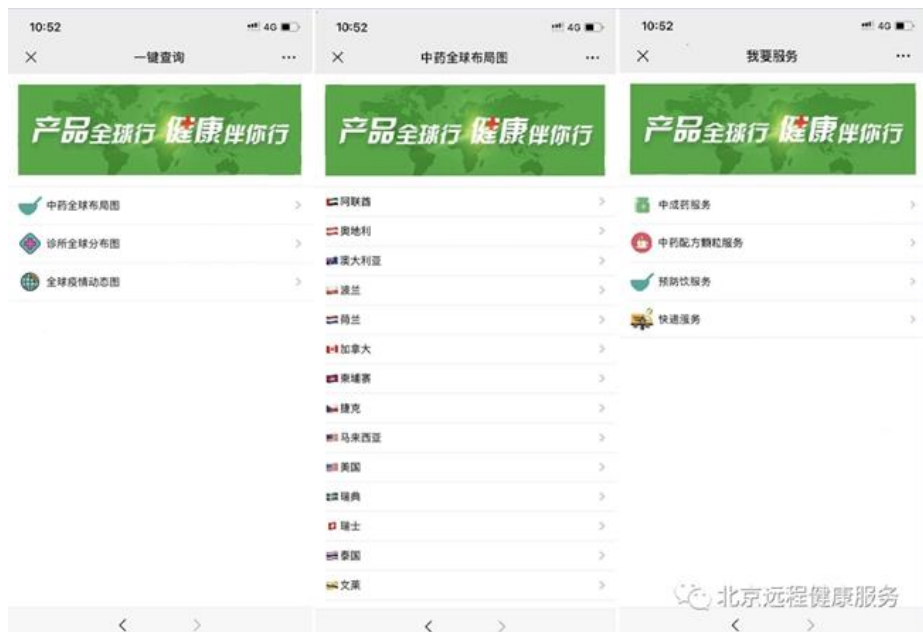 10:52
4G
一键查询
产品全球行 健康伴你行
中药全球布局图
诊所全球分布图
全球疫情动态图
10:52
4G
中药全球布局图
产品全球行 健康伴你行
阿联酋
奥地利
澳大利亚
波兰
荷兰
加拿大
柬埔寨
捷克
马来西亚
美国
瑞典
瑞士
泰国
文莱
10:52
4G
我要服务
产品全球行 健康伴你行
中成药服务
中药配方颗粒服务
预防饮服务
快递服务
北京远程健康服务